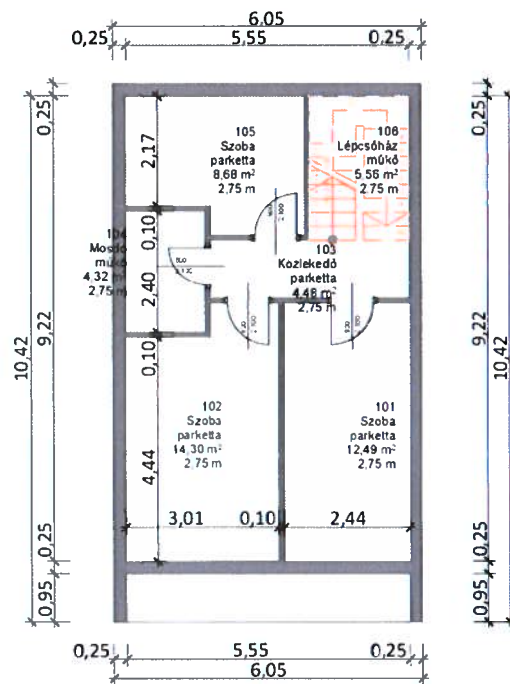 6.05
0,25 5,55 0,25
0,25
0,25
105
Szoba
parketta
8,68 m²
2,75 m
106
Lépcsőház
műkő
5,56 m²
2,75 m
2,17
0,10
104
Mosdó
műkő
4,32 m²
2,75 m
103
Közlekedő
parketta
4,48 m²
2,75 m
2,40
10,42
9,22
9,22
10,42
0,10
102
Szoba
parketta
14,30 m²
2,75 m
101
Szoba
parketta
12,49 m²
2,75 m
4,44
3,01 0,10 2,44
0,25
0,25
0,95
0,95
0,25 5,55 0,25
6.05